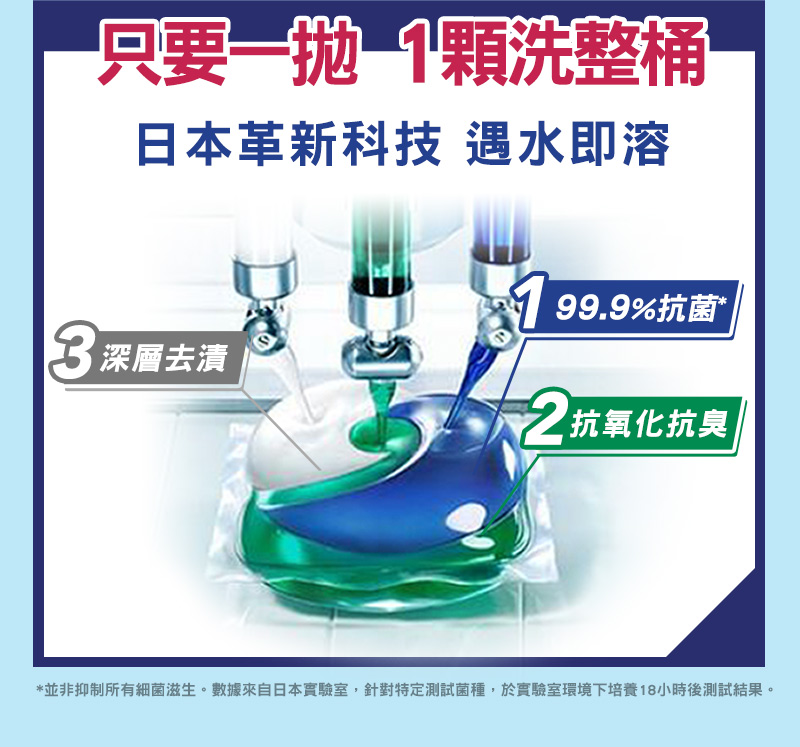 只要一拋 1顆洗整桶
日本革新科技 遇水即溶
1 99.9%抗菌*
3 深層去漬
2 抗氧化抗臭
*並非抑制所有細菌滋生。數據來自日本實驗室，針對特定測試菌種，於實驗室環境下培養18小時後測試結果。